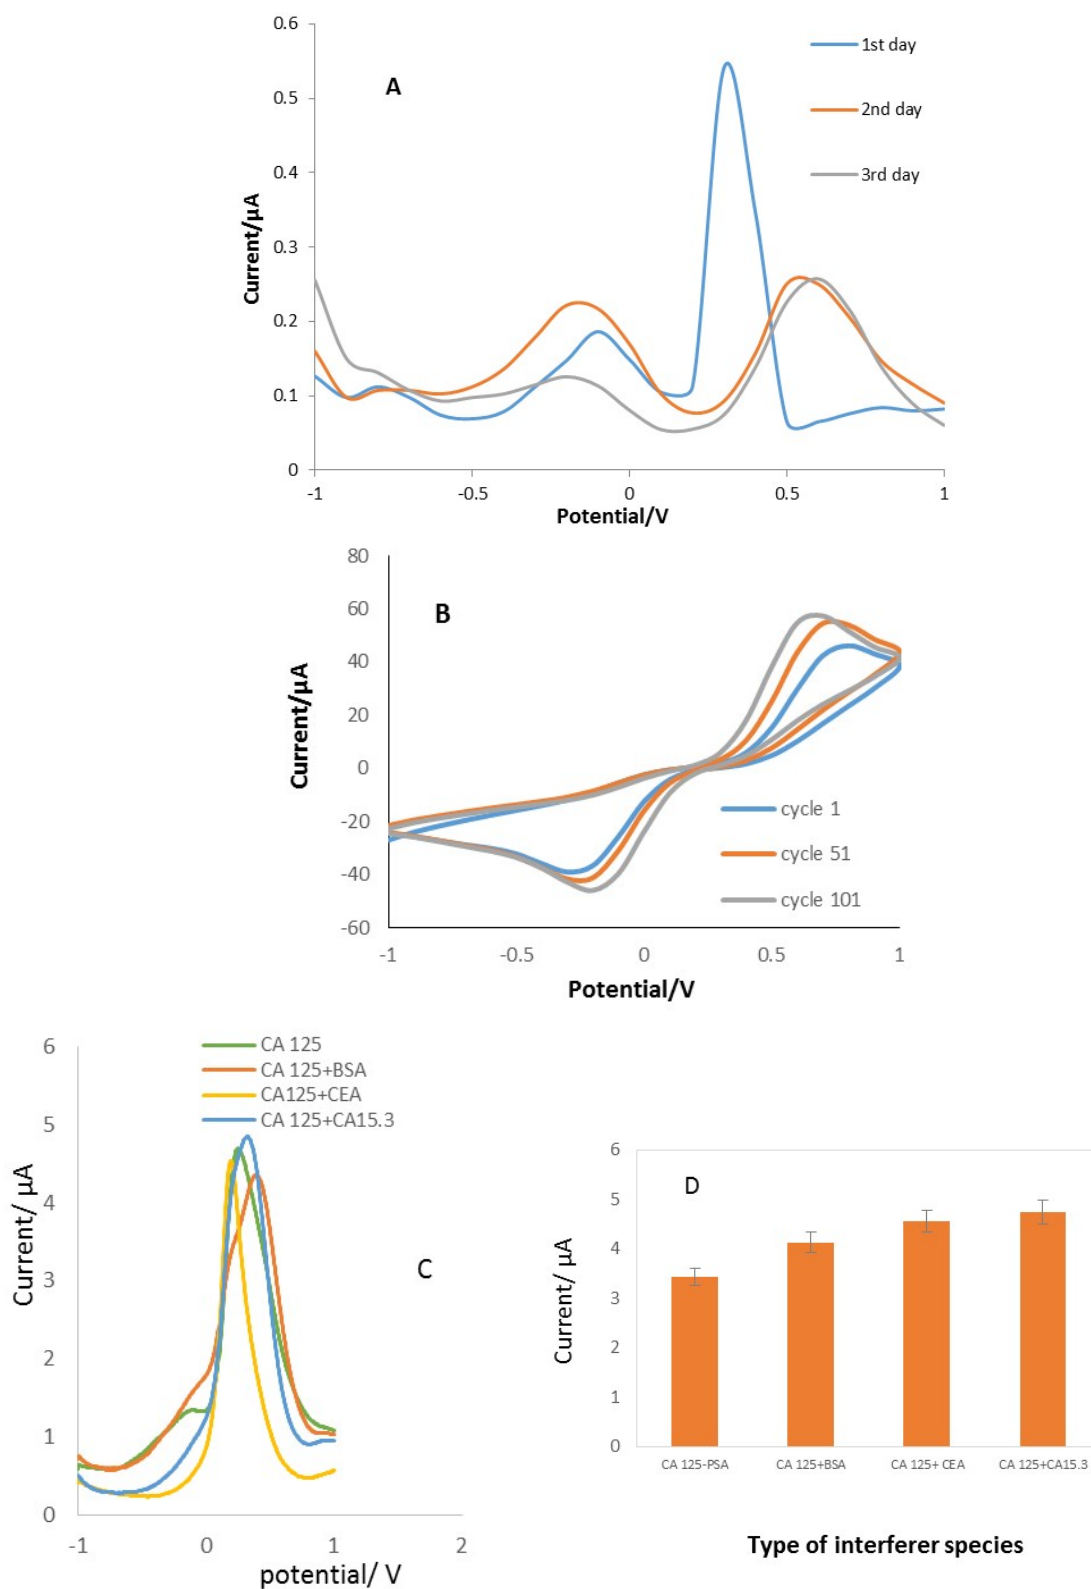 0.6
1st day
A
0.5
2nd day
0.4
3rd day
Current/µA
0.3
0.2
0.1
0
-1
-0.5
0
0.5
1
Potential/V
80
60
B
40
Current/µA
20
0
-20
cycle 1
cycle 51
-40
cycle 101
-60
-1
-0.5
0
0.5
1
Potential/V
6
CA 125
CA 125+BSA
CA125+CEA
CA 125+CA15.3
5
4
Current/ µA
C
3
2
1
0
-1
0
1
2
potential/ V
6
D
5
4
Current/ µA
3
2
1
0
CA 125-PSA
CA 125+BSA
CA 125+ CEA
CA 125+CA15.3
Type of interferer species